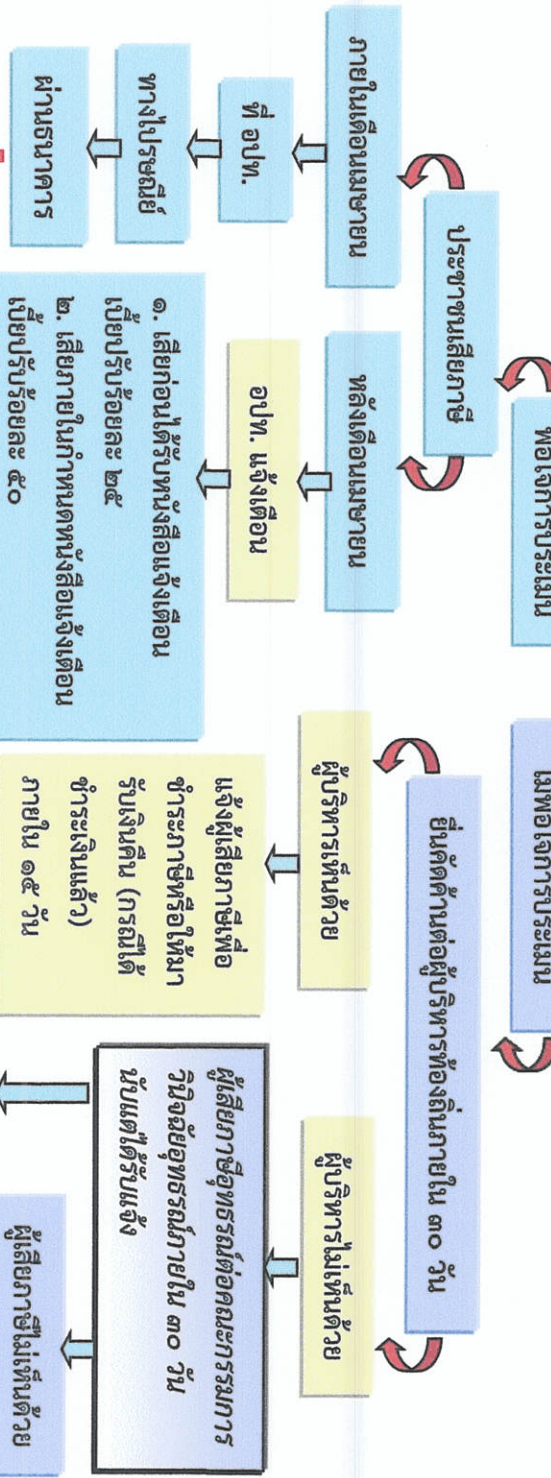 พอใจการประเมิน
ไม่พอใจการประเมิน
ประชาชนเสียภาษี
ยื่นคัดค้านต่อผู้บริหารท้องถิ่นภายใน ๓๐ วัน
ภายในเดือนเมษายน
หลังเดือนเมษายน
ผู้บริหารเห็นด้วย
ผู้บริหารไม่เห็นด้วย
ที่ อปท.
ทางไปรษณีย์
ผ่านธนาคาร
อปท. แจ้งเตือน
๑. เสียก่อนได้รับหนังสือแจ้งเตือน
เบี้ยปรับร้อยละ ๒๕
๒. เสียภายในกำหนดหนังสือแจ้งเตือน
เบี้ยปรับร้อยละ ๕๐
แจ้งผู้เสียภาษีเพื่อ
ชำระภาษีหรือให้มา
รับเงินคืน (กรณีได้
ชำระเงินแล้ว)
ภายใน ๑๕ วัน
ผู้เสียภาษีอุทธรณ์ต่อคณะกรรมการ
วินิจฉัยอุทธรณ์ภายใน ๓๐ วัน
นับแต่ได้รับแจ้ง
ผู้เสียภาษีไม่เห็นด้วย